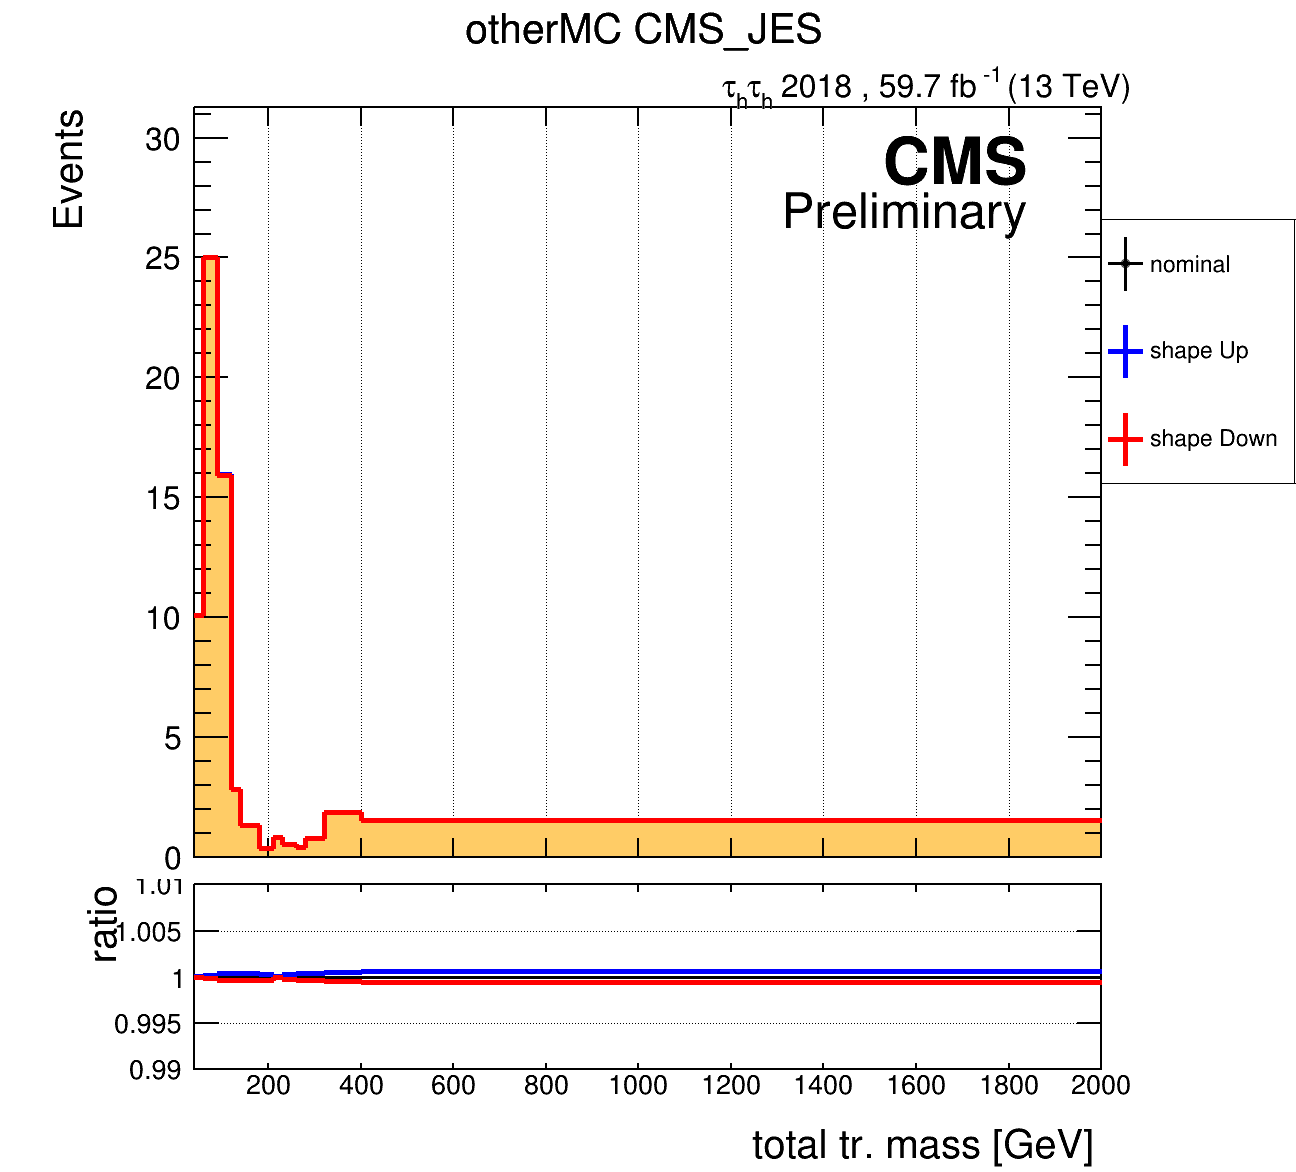 otherMC CMS_JES
τhτh 2018 , 59.7 fb -1 (13 TeV)
Events
30
25
20
15
10
5
0
CMS
Preliminary
nominal
shape Up
shape Down
ratio
1.01
1.005
1
0.995
0.99
200 400 600 800 1000 1200 1400 1600 1800 2000
total tr. mass [GeV]